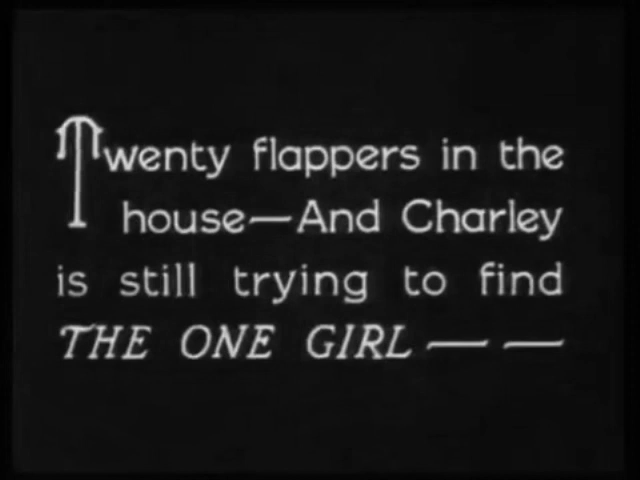 Twenty flappers in the
house—And Charley
is still trying to find
THE ONE GIRL — —